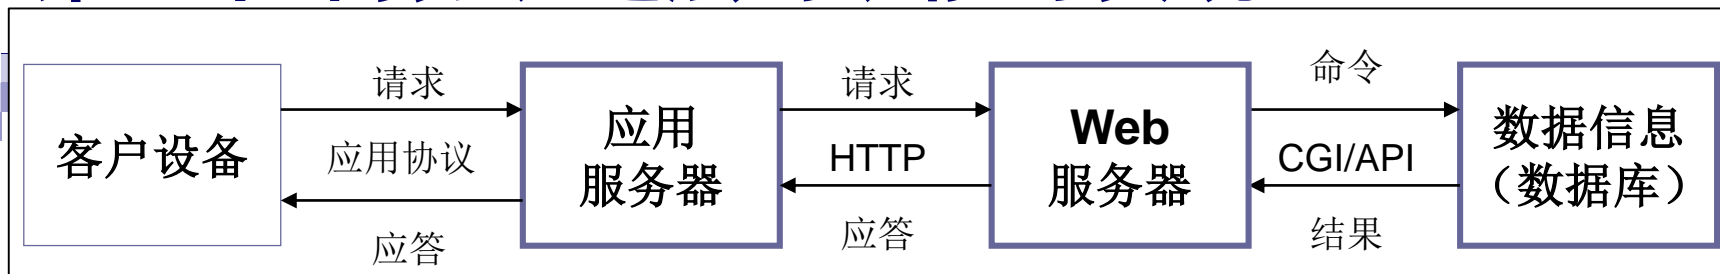 请求
请求
命令
客户设备
应用协议
应用
服务器
HTTP
Web
服务器
CGI/API
数据信息
（数据库）
应答
应答
结果